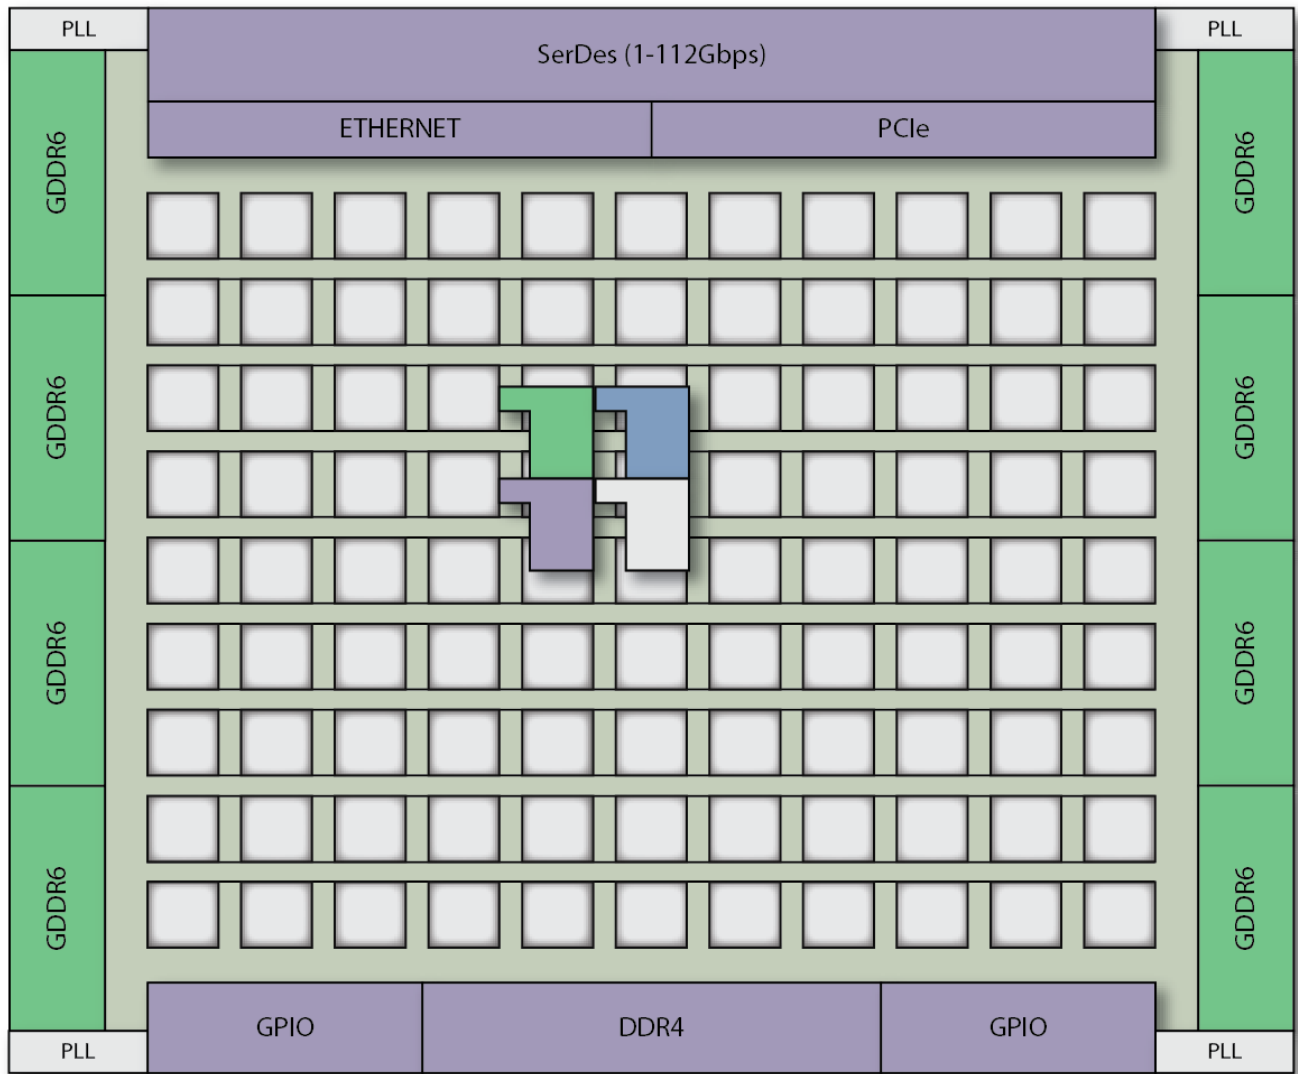 PLL
SerDes (1-112Gbps)
PLL
ETHERNET
PCIe
GDDR6
GDDR6
GDDR6
GDDR6
GDDR6
GDDR6
GDDR6
GDDR6
GPIO
DDR4
GPIO
PLL
PLL